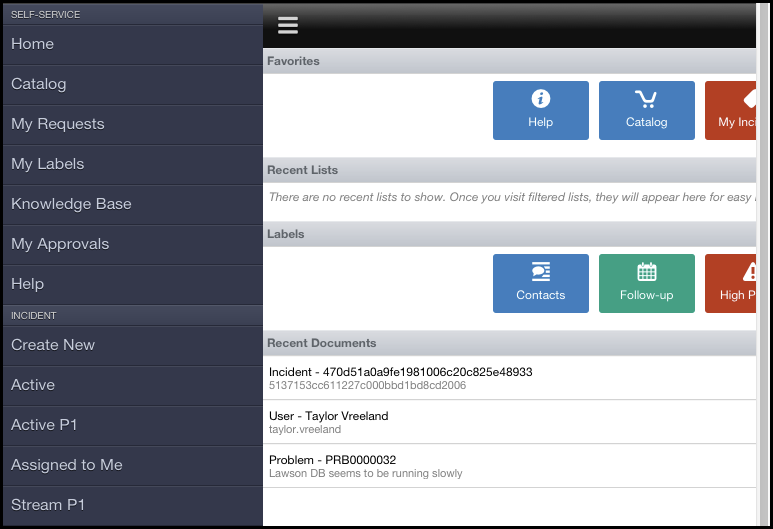 SELF-SERVICE
Home
Catalog
My Requests
My Labels
Knowledge Base
My Approvals
Help
INCIDENT
Create New
Active
Active P1
Assigned to Me
Stream P1
Favorites
Help
Catalog
My Inci
Recent Lists
There are no recent lists to show. Once you visit filtered lists, they will appear here for easy
Labels
Contacts
Follow-up
High P
Recent Documents
Incident - 470d51a0a9fe1981006c20c825e48933
5137153cc611227c000bbd1bd8cd2006
User - Taylor Vreeland
taylor.vreeland
Problem - PRB0000032
Lawson DB seems to be running slowly